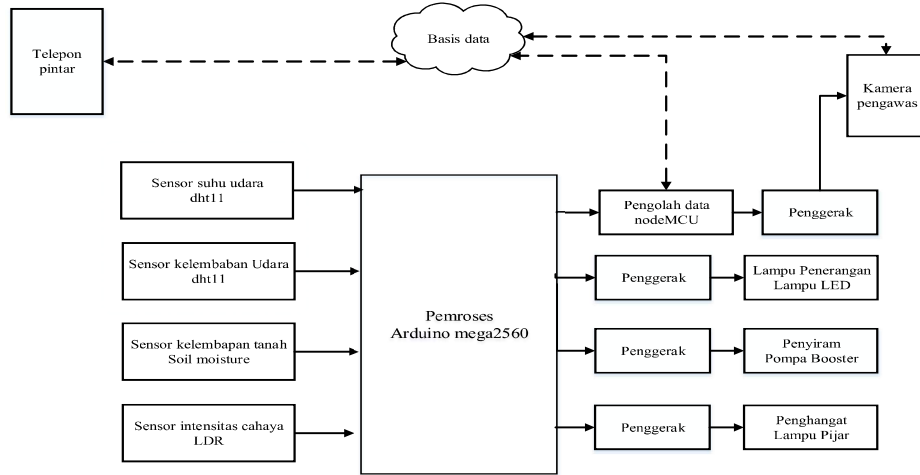 Telepon
pintar
Basis data
Kamera
pengawas
Sensor suhu udara
dht11
Sensor kelembaban Udara
dht11
Sensor kelembapan tanah
Soil moisture
Sensor intensitas cahaya
LDR
Pemroses
Arduino mega2560
Pengolah data
nodeMCU
Penggerak
Penggerak
Lampu Penerangan
Lampu LED
Penggerak
Penyiram
Pompa Booster
Penggerak
Penghangat
Lampu Pijar